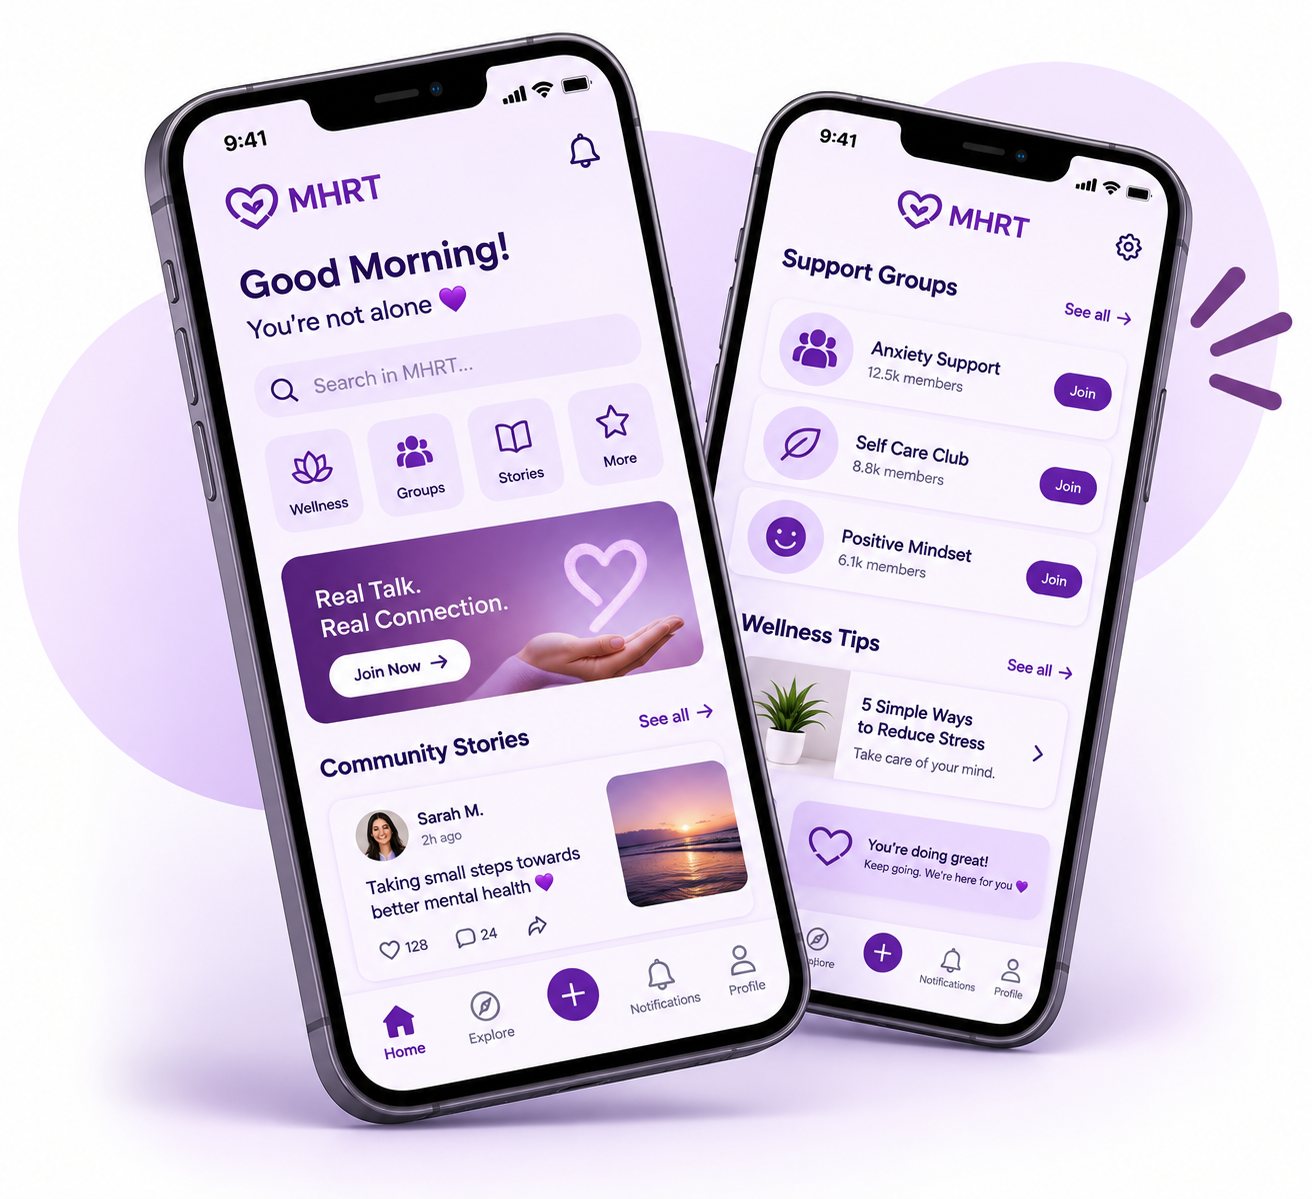 9:41
MHRT
Good Morning!
You're not alone 💜
Search in MHRT...
Wellness
Groups
Stories
More
Real Talk.
Real Connection.
Join Now →
Community Stories
See all →
Sarah M.
2h ago
Taking small steps towards
better mental health 💜
128
24
Home
Explore
Notifications
Profile
9:41
MHRT
Support Groups
See all →
Anxiety Support
12.5k members
Join
Self Care Club
8.8k members
Join
Positive Mindset
6.1k members
Join
Wellness Tips
See all →
5 Simple Ways
to Reduce Stress
Take care of your mind.
You're doing great!
Keep going. We're here for you 💜
Notifications
Profile